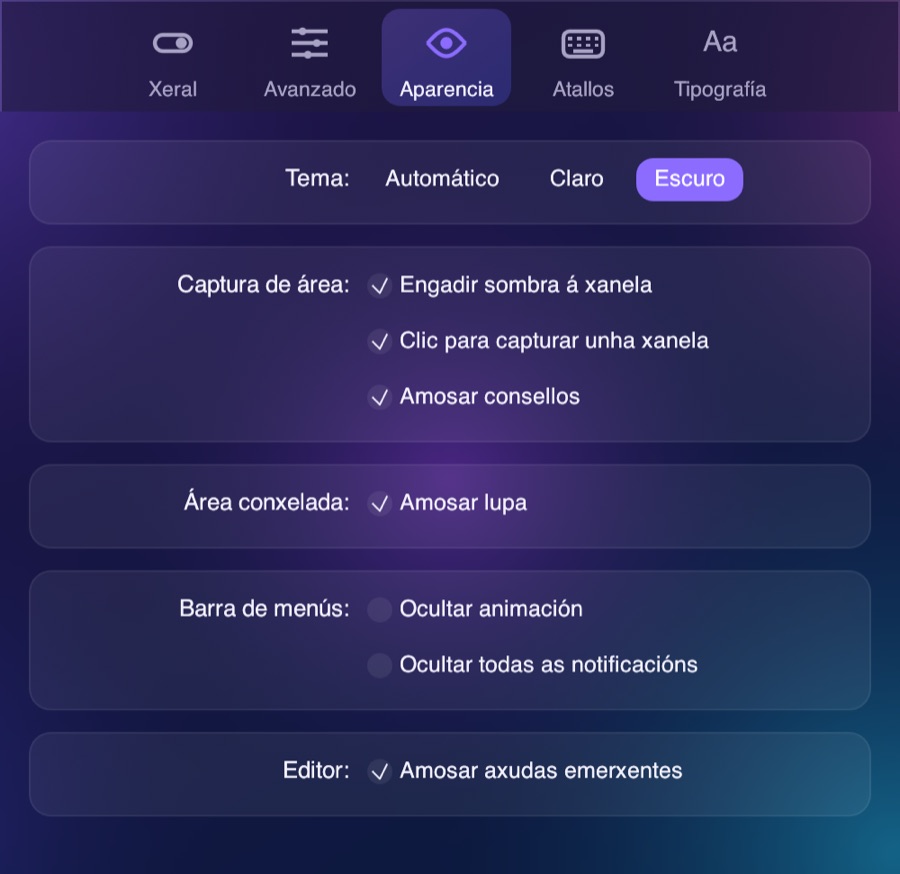 Xeral
Avanzado
Aparencia
Aa
Atallos
Tipografía
Tema: Automático Claro Escuro
Captura de área: Engadir sombra á xanela
Clic para capturar unha xanela
Amosar consellos
Área conxelada: Amosar lupa
Barra de menús: Ocultar animación
Ocultar todas as notificacións
Editor: Amosar axudas emerxentes